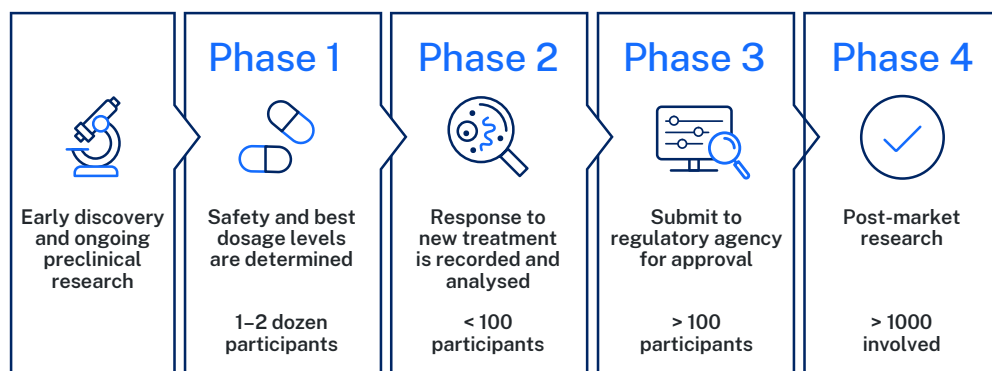 Early discovery
and ongoing
preclinical
research
Phase 1
Safety and best
dosage levels
are determined
1–2 dozen
participants
Phase 2
Response to
new treatment
is recorded and
analysed
< 100
participants
Phase 3
Submit to
regulatory agency
for approval
> 100
participants
Phase 4
Post-market
research
> 1000
involved